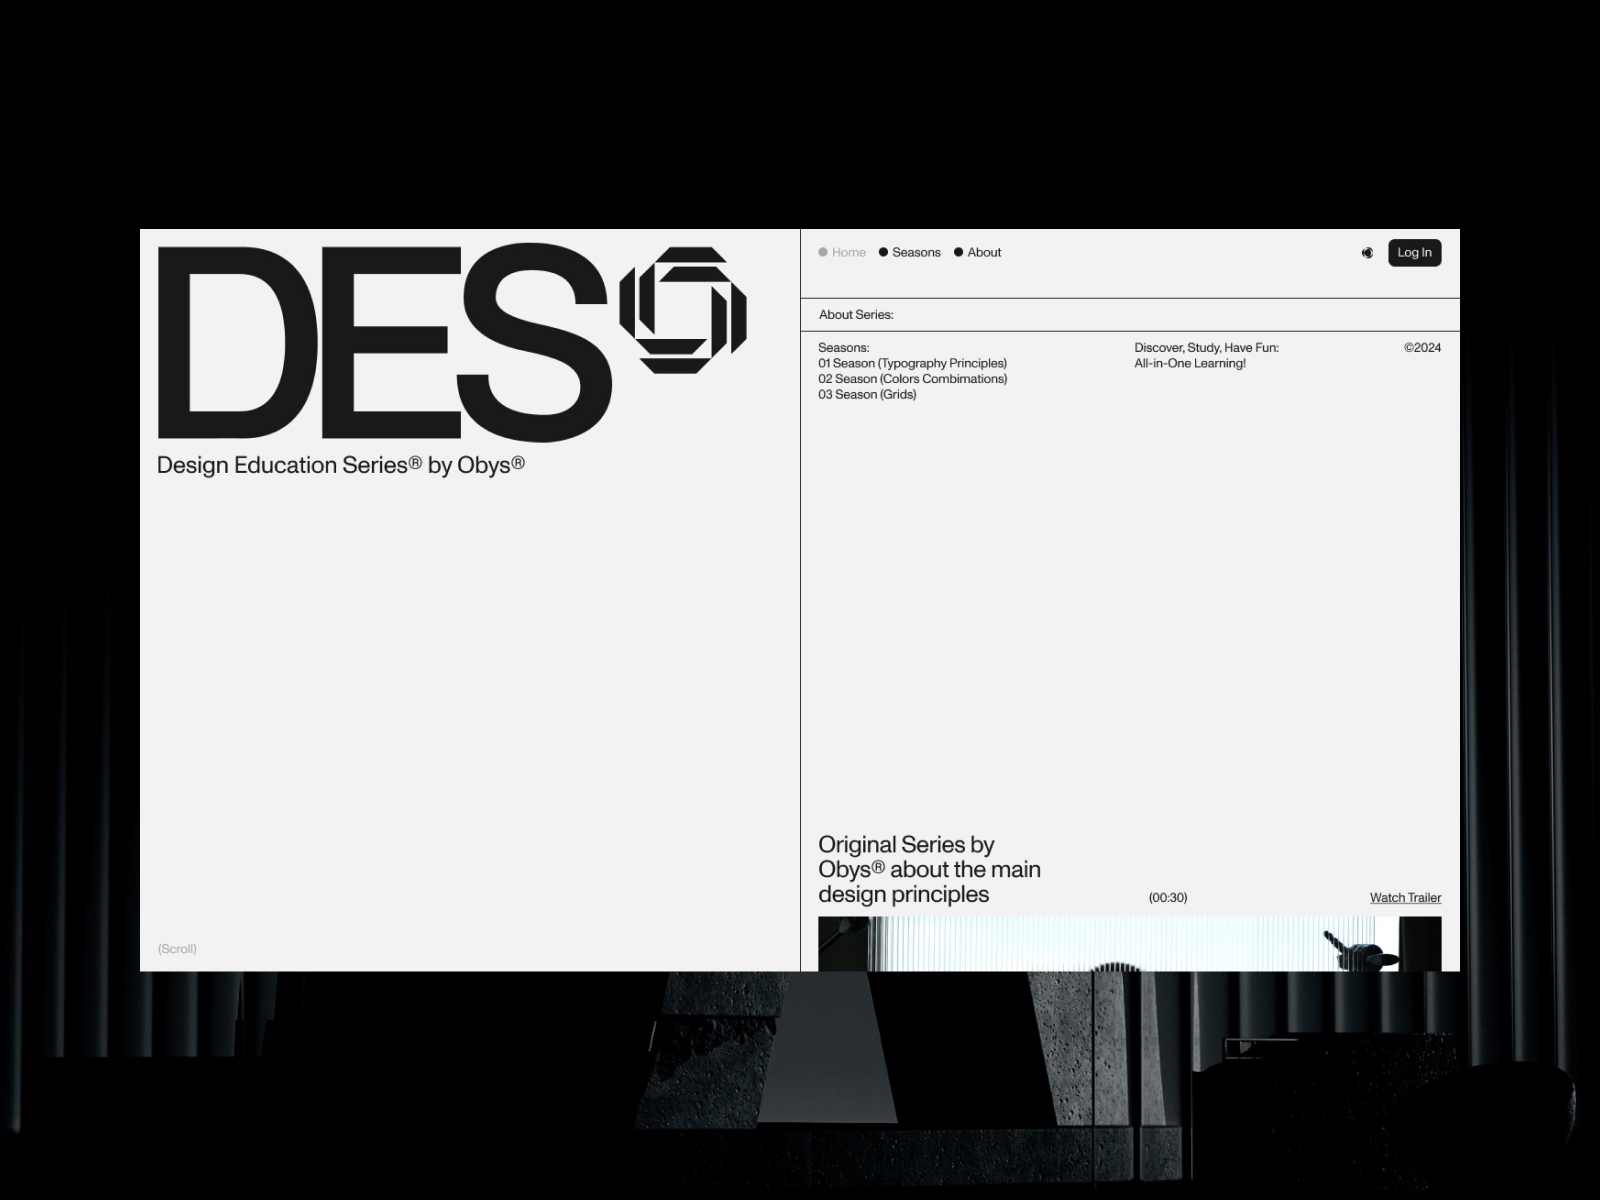 DES
Design Education Series® by Obys®
(Scroll)
Home Seasons About
Log In
About Series:
Seasons:
01 Season (Typography Principles)
02 Season (Colors Combimations)
03 Season (Grids)
Discover, Study, Have Fun:
All-in-One Learning!
©2024
Original Series by
Obys® about the main
design principles
(00:30)
Watch Trailer